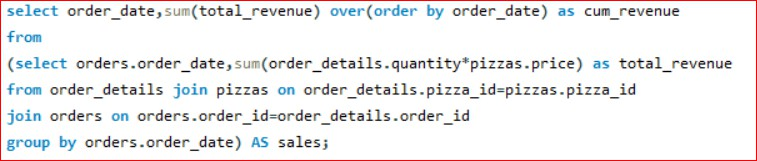 select order_date,sum(total_revenue) over(order by order_date) as cum_revenue
from
(select orders.order_date,sum(order_details.quantity*pizzas.price) as total_revenue
from order_details join pizzas on order_details.pizza_id=pizzas.pizza_id
join orders on orders.order_id=order_details.order_id
group by orders.order_date) AS sales;